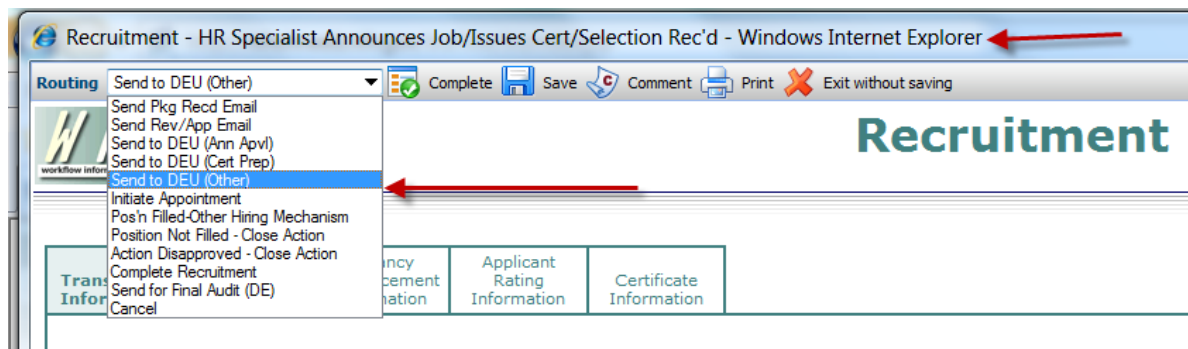 Recruitment - HR Specialist Announces Job/Issues Cert/Selection Rec'd - Windows Internet Explorer
Routing Send to DEU (Other) Complete Save Comment Print Exit without saving
Send Pkg Recd Email
Send Rev/App Email
Send to DEU (Ann Apvl)
Send to DEU (Cert Prep)
Send to DEU (Other)
Initiate Appointment
Pos'n Filled-Other Hiring Mechanism
Position Not Filled - Close Action
Action Disapproved - Close Action
Complete Recruitment
Send for Final Audit (DE)
Cancel
Recruitment
Applicant
Rating
Information
Certificate
Information